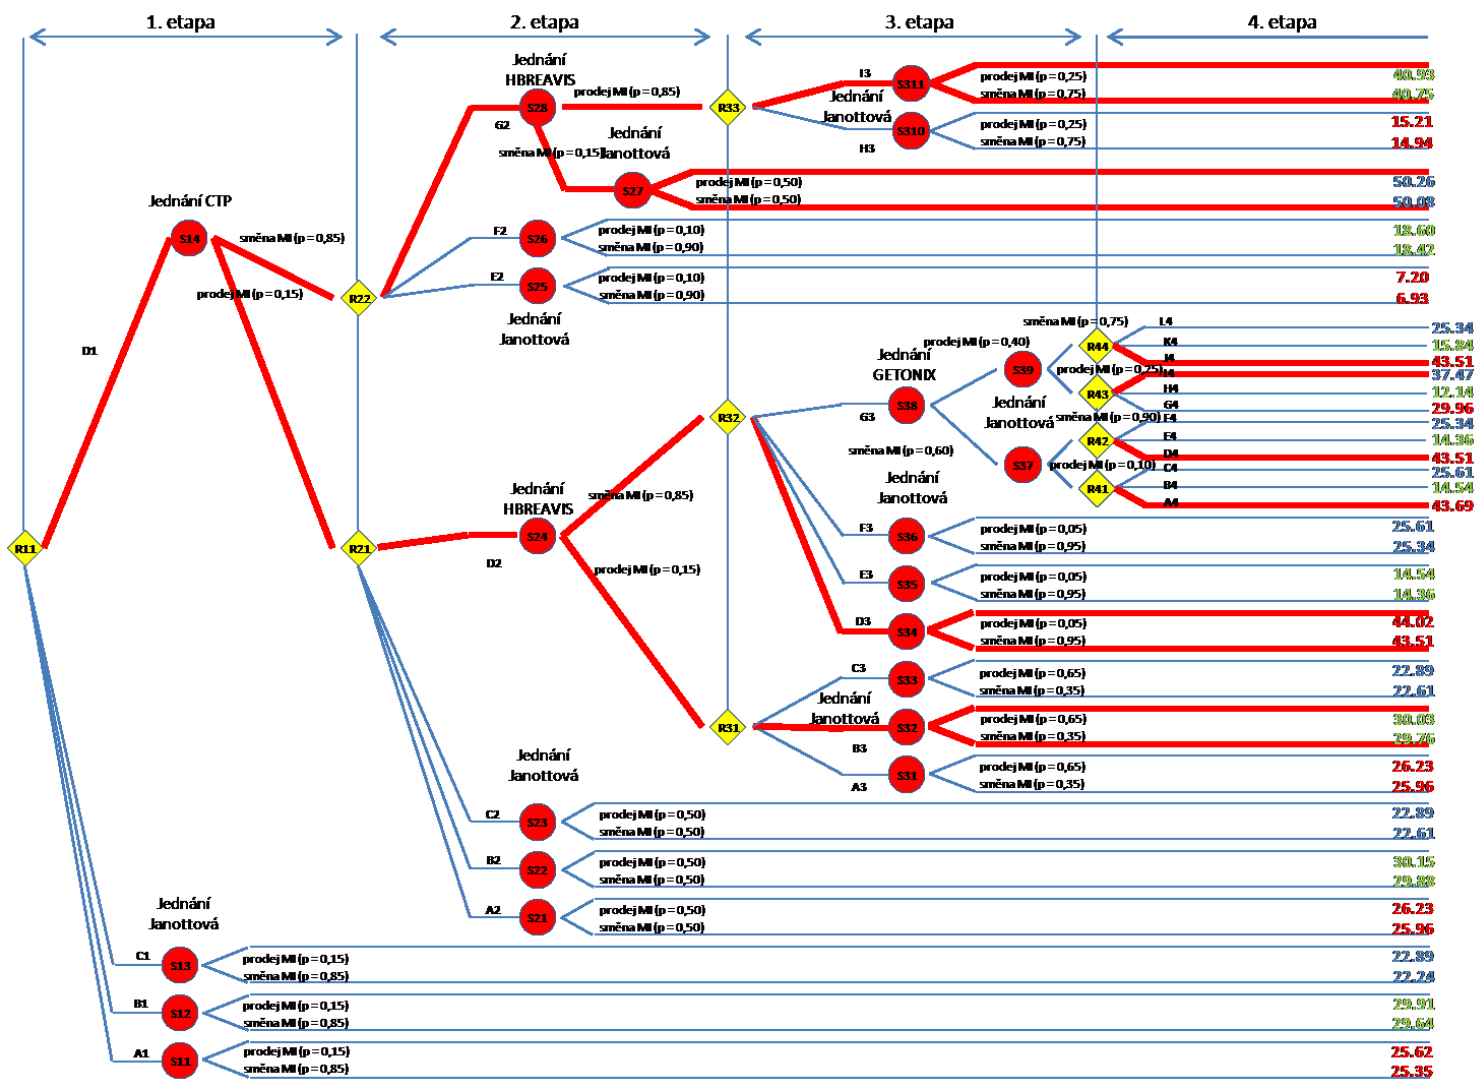 1. etapa
2. etapa
3. etapa
4. etapa
Jednání
HBREAVIS
S28
G2
prodej MI (p = 0,85)
směna MI (p = 0,15)
R33
I3
S311
prodej MI (p = 0,25)
směna MI (p = 0,75)
40.93
40.75
Jednání
Janottová
S310
H3
prodej MI (p = 0,25)
směna MI (p = 0,75)
15.21
14.94
Jednání
Janottová
S27
prodej MI (p = 0,50)
směna MI (p = 0,50)
50.26
50.08
Jednání CTP
S14
směna MI (p = 0,85)
prodej MI (p = 0,15)
D1
R22
F2
S26
prodej MI (p = 0,10)
směna MI (p = 0,90)
18.60
18.42
E2
S25
prodej MI (p = 0,10)
směna MI (p = 0,90)
7.20
6.93
Jednání
Janottová
směna MI (p = 0,75)
prodej MI (p = 0,40)
R44
L4
25.34
K4
15.84
43.51
Jednání
GETONIX
S39
prodej MI (p = 0,25)
R43
37.47
H4
12.14
G4
29.96
R32
G3
S38
Jednání
Janottová
směna MI (p = 0,90)
R42
F4
25.34
E4
14.36
D4
43.51
směna MI (p = 0,60)
S37
prodej MI (p = 0,10)
R41
C4
25.61
B4
14.54
A4
43.69
Jednání
Janottová
F3
S36
prodej MI (p = 0,05)
směna MI (p = 0,95)
25.61
25.34
E3
S35
prodej MI (p = 0,05)
směna MI (p = 0,95)
14.54
14.36
D3
S34
prodej MI (p = 0,05)
směna MI (p = 0,95)
44.02
43.51
R11
R21
Jednání
HBREAVIS
S24
D2
směna MI (p = 0,85)
prodej MI (p = 0,15)
R31
C3
S33
prodej MI (p = 0,65)
směna MI (p = 0,35)
22.89
22.61
Jednání
Janottová
B3
S32
prodej MI (p = 0,65)
směna MI (p = 0,35)
30.03
29.76
A3
S31
prodej MI (p = 0,65)
směna MI (p = 0,35)
26.23
25.96
Jednání
Janottová
C2
S23
prodej MI (p = 0,50)
směna MI (p = 0,50)
22.89
22.61
B2
S22
prodej MI (p = 0,50)
směna MI (p = 0,50)
30.15
29.88
A2
S21
prodej MI (p = 0,50)
směna MI (p = 0,50)
26.23
25.96
Jednání
Janottová
C1
S13
prodej MI (p = 0,15)
směna MI (p = 0,85)
22.89
22.24
B1
S12
prodej MI (p = 0,15)
směna MI (p = 0,85)
29.91
29.64
A1
S11
prodej MI (p = 0,15)
směna MI (p = 0,85)
25.62
25.35